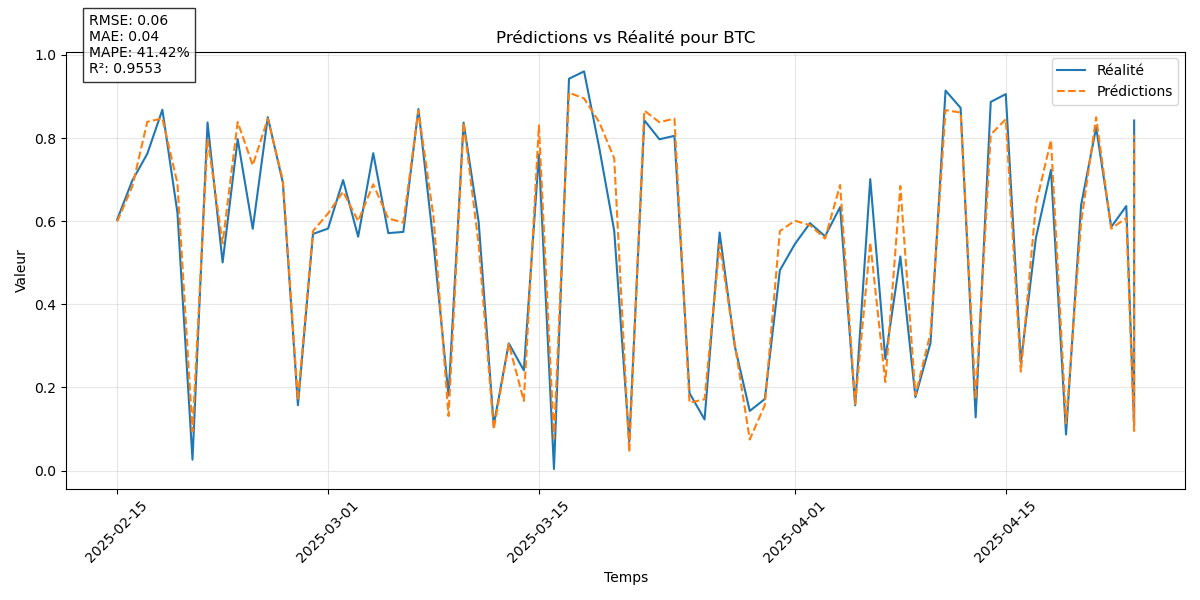 RMSE: 0.06
MAE: 0.04
MAPE: 41.42%
R²: 0.9553
Prédictions vs Réalité pour BTC
Réalité
Prédictions
Valeur
1.0
0.8
0.6
0.4
0.2
0.0
2025-02-15
2025-03-01
2025-03-15
2025-04-01
2025-04-15
Temps